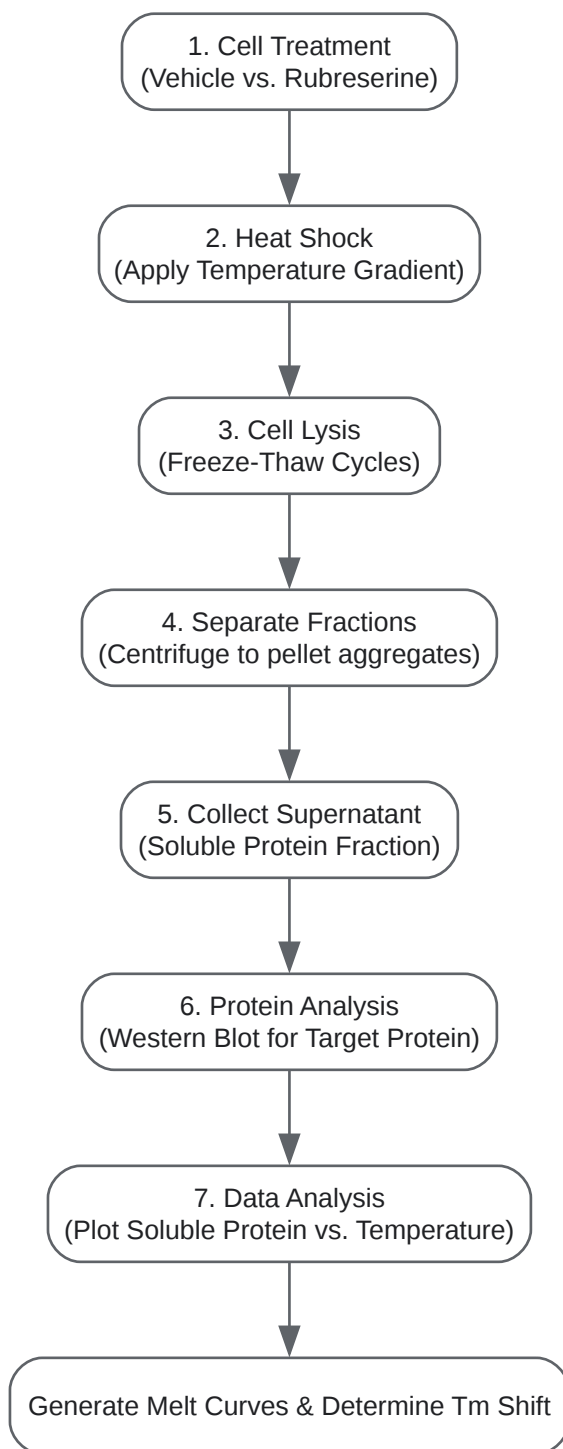 1. Cell Treatment
(Vehicle vs. Rubreserine)
2. Heat Shock
(Apply Temperature Gradient)
3. Cell Lysis
(Freeze-Thaw Cycles)
4. Separate Fractions
(Centrifuge to pellet aggregates)
5. Collect Supernatant
(Soluble Protein Fraction)
6. Protein Analysis
(Western Blot for Target Protein)
7. Data Analysis
(Plot Soluble Protein vs. Temperature)
Generate Melt Curves & Determine Tm Shift